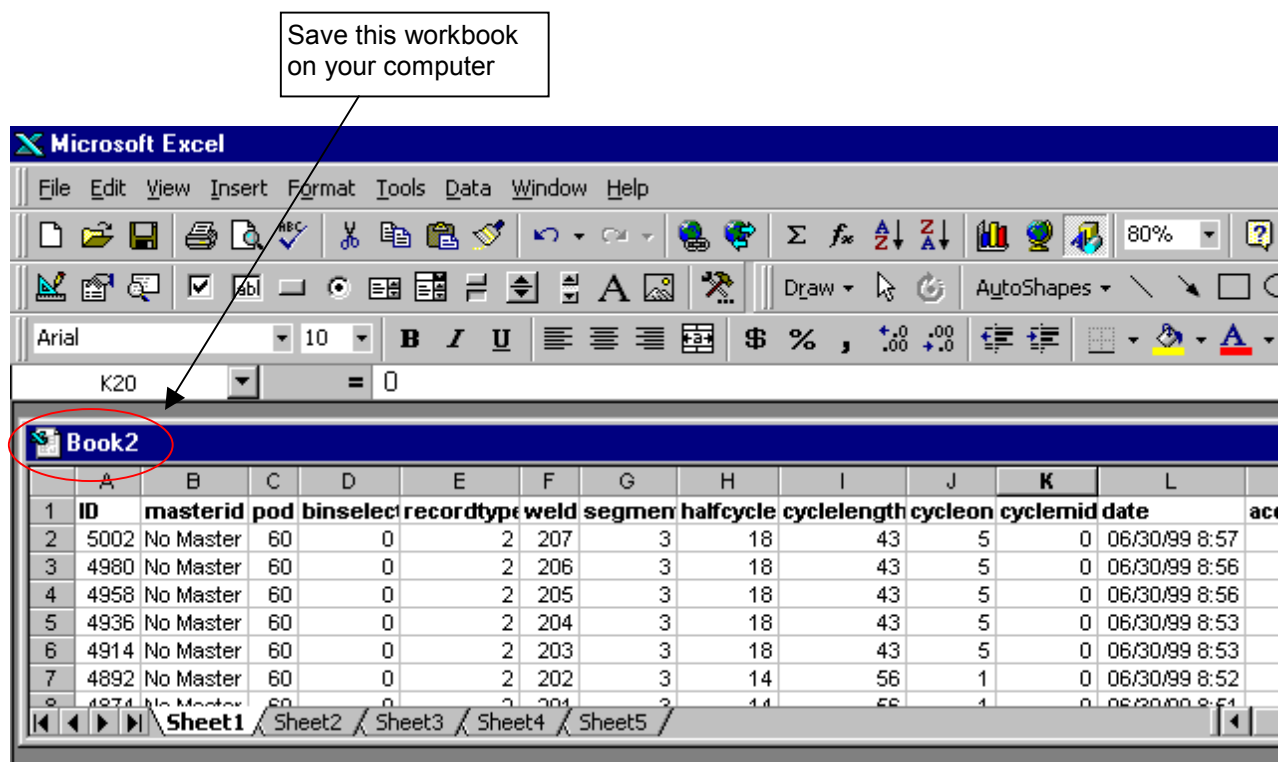 Save this workbook
on your computer
Microsoft Excel
File Edit View Insert Format Tools Data Window Help
ABC Σ fx A Z Z A 80% ?
ab A Draw AutoShapes
Arial 10 B I U a $ % , .0 .00 .00 .0 A
K20 = 0
Book2
A B C D E F G H I J K L
1 ID masterid pod binselect recordtype weld segmen halfcycle cyclelength cycleon cyclemid date
2 5002 No Master 60 0 2 207 3 18 43 5 0 06/30/99 8:57
3 4980 No Master 60 0 2 206 3 18 43 5 0 06/30/99 8:56
4 4958 No Master 60 0 2 205 3 18 43 5 0 06/30/99 8:56
5 4936 No Master 60 0 2 204 3 18 43 5 0 06/30/99 8:53
6 4914 No Master 60 0 2 203 3 18 43 5 0 06/30/99 8:53
7 4892 No Master 60 0 2 202 3 14 56 1 0 06/30/99 8:52
Sheet1 Sheet2 Sheet3 Sheet4 Sheet5